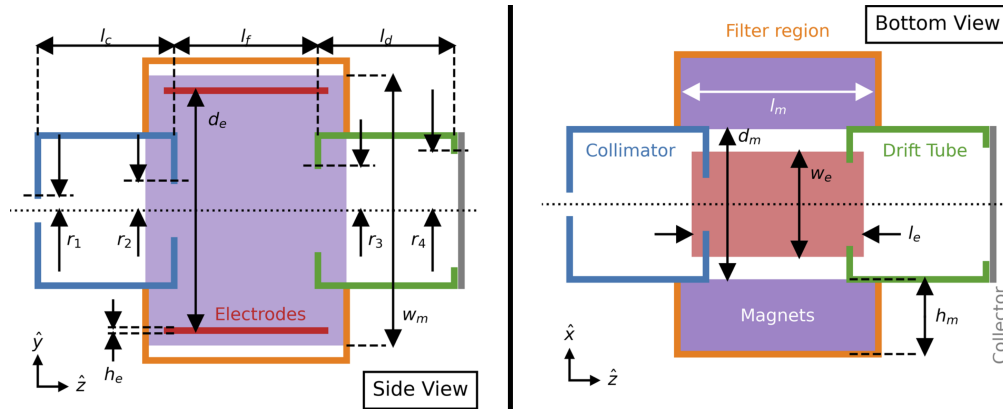 l_c
l_f
l_d
d_e
r_1
r_2
r_3
r_4
Electrodes
w_m
h_e
ŷ
ẑ
Side View
Bottom View
Filter region
l_m
Collimator
d_m
w_e
Drift Tube
l_e
Magnets
h_m
Collector
x̂
ẑ